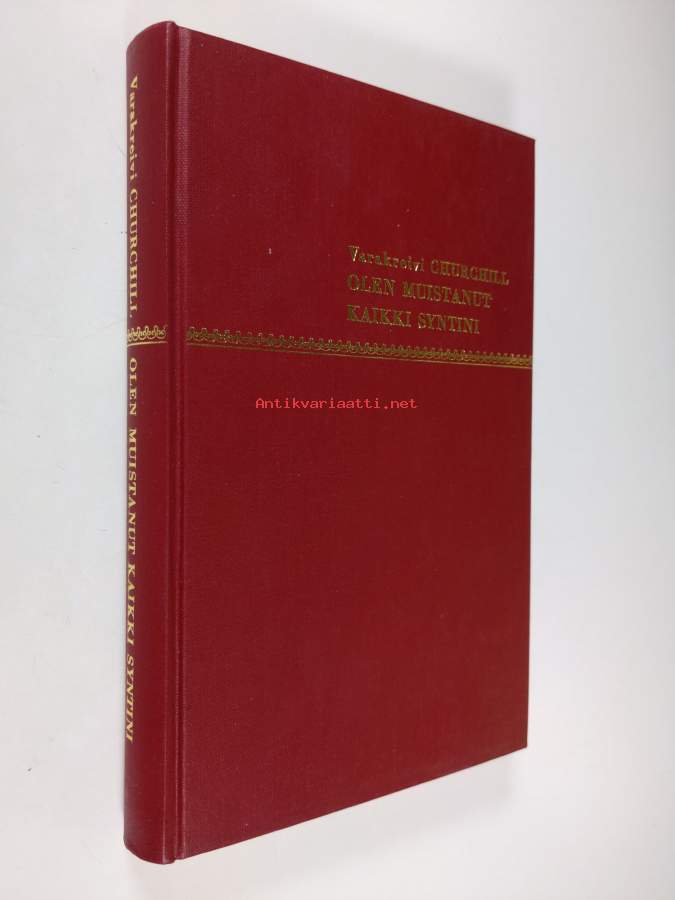 Varakreivi CHURCHILL OLEN MUISTANUT KAIKKI SYNTINI
Varakreivi CHURCHILL
OLEN MUISTANUT
KAIKKI SYNTINI
Antikvariaatti.net